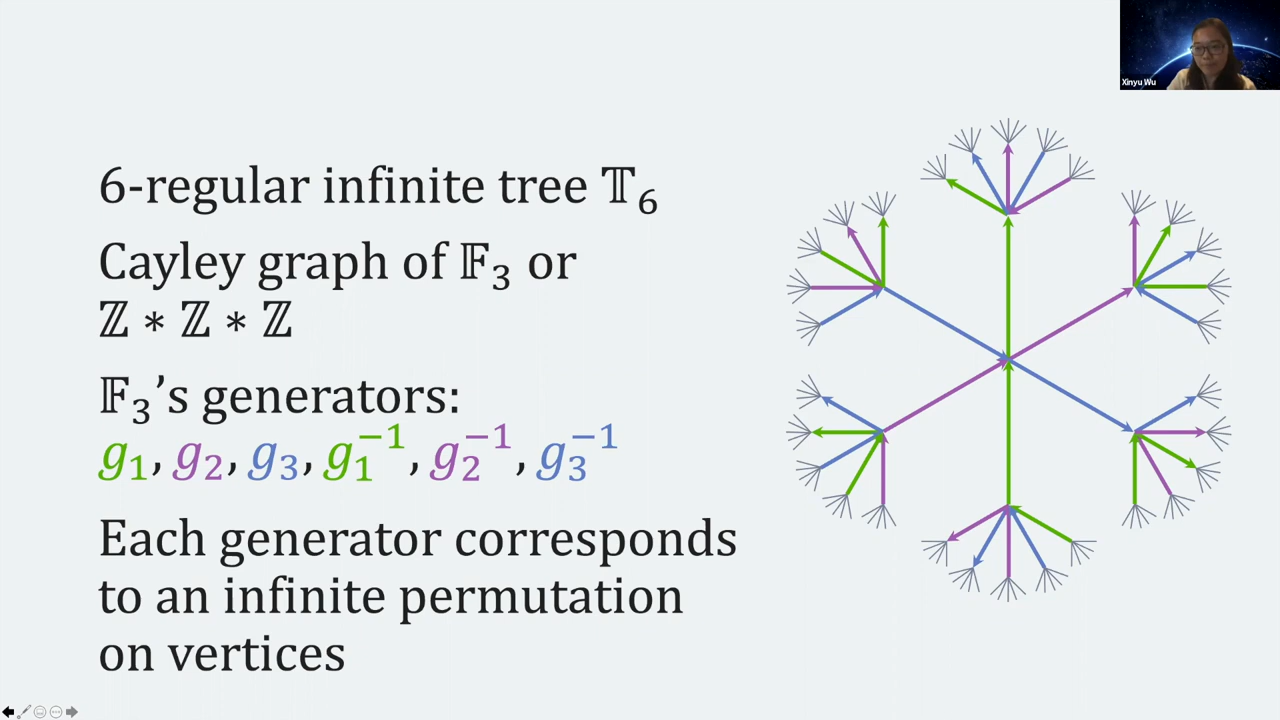 Xinyu Wu
6-regular infinite tree 𝕋₆
Cayley graph of 𝔽₃ or
ℤ ∗ ℤ ∗ ℤ
𝔽₃’s generators:
g₁, g₂, g₃, g₁⁻¹, g₂⁻¹, g₃⁻¹
Each generator corresponds
to an infinite permutation
on vertices